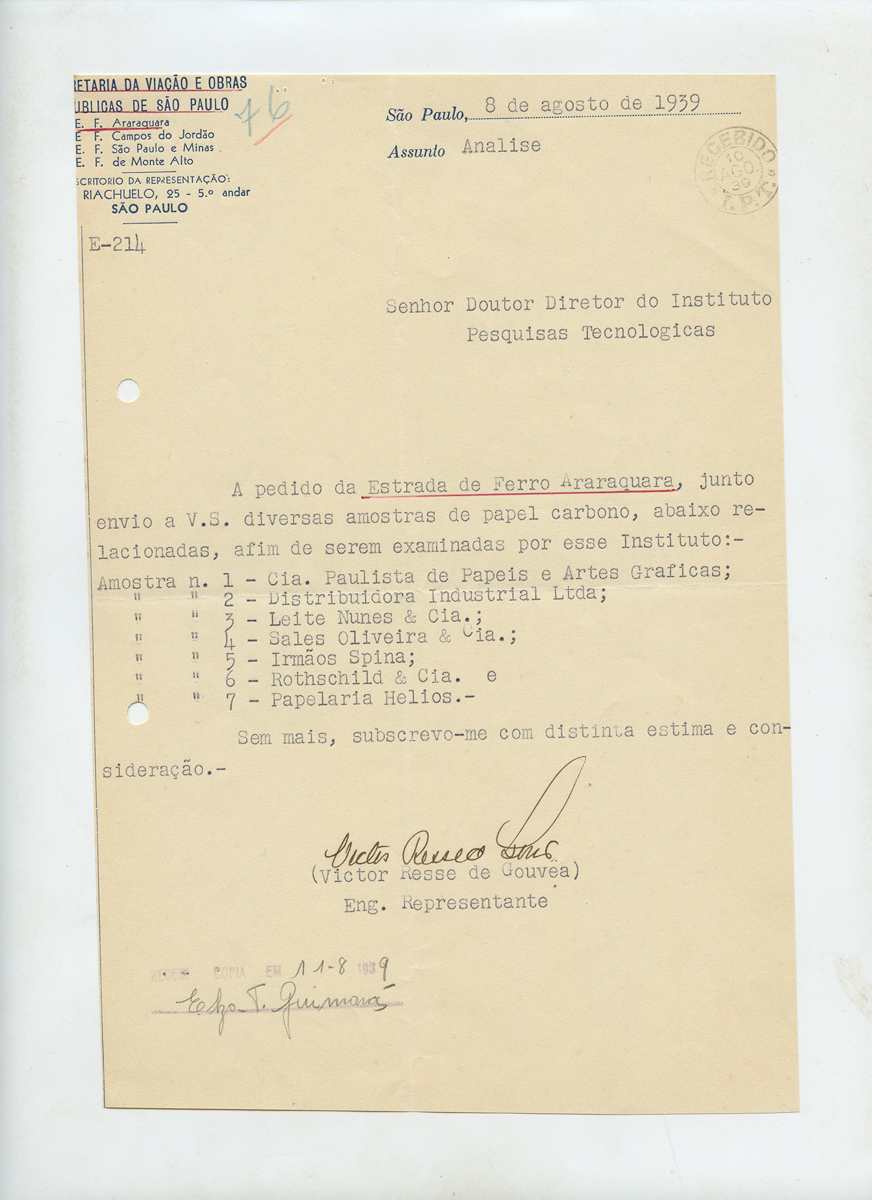 RETARIA DA VIAÇÃO E OBRAS
ÚBLICAS DE SÃO PAULO
E. F. Araraquara
E F. Campos do Jordão
E. F. São Paulo e Minas
E. F. de Monte Alto
SCRITORIO DA REPRESENTAÇÃO:
RIACHUELO, 25 - 5.º andar
SÃO PAULO
76
São Paulo, 8 de agosto de 1939
Assunto Analise
RECEBIDO
10
AGO
39
I.P.T.
E-214
Senhor Doutor Diretor do Instituto
Pesquisas Tecnologicas
A pedido da Estrada de Ferro Araraquara, junto
envio a V.S. diversas amostras de papel carbono, abaixo re-
lacionadas, afim de serem examinadas por esse Instituto:-
Amostra n. 1 - Cia. Paulista de Papeis e Artes Graficas;
" " 2 - Distribuidora Industrial Ltda;
" " 3 - Leite Nunes & Cia.;
" " 4 - Sales Oliveira & Cia.;
" " 5 - Irmãos Spina;
" " 6 - Rothschild & Cia. e
" " 7 - Papelaria Helios.-
Sem mais, subscrevo-me com distinta estima e con-
sideração.-
(Victor Resse de Gouvêa)
Eng. Representante
COPIA EM 11-8 1939
T. Guimarã